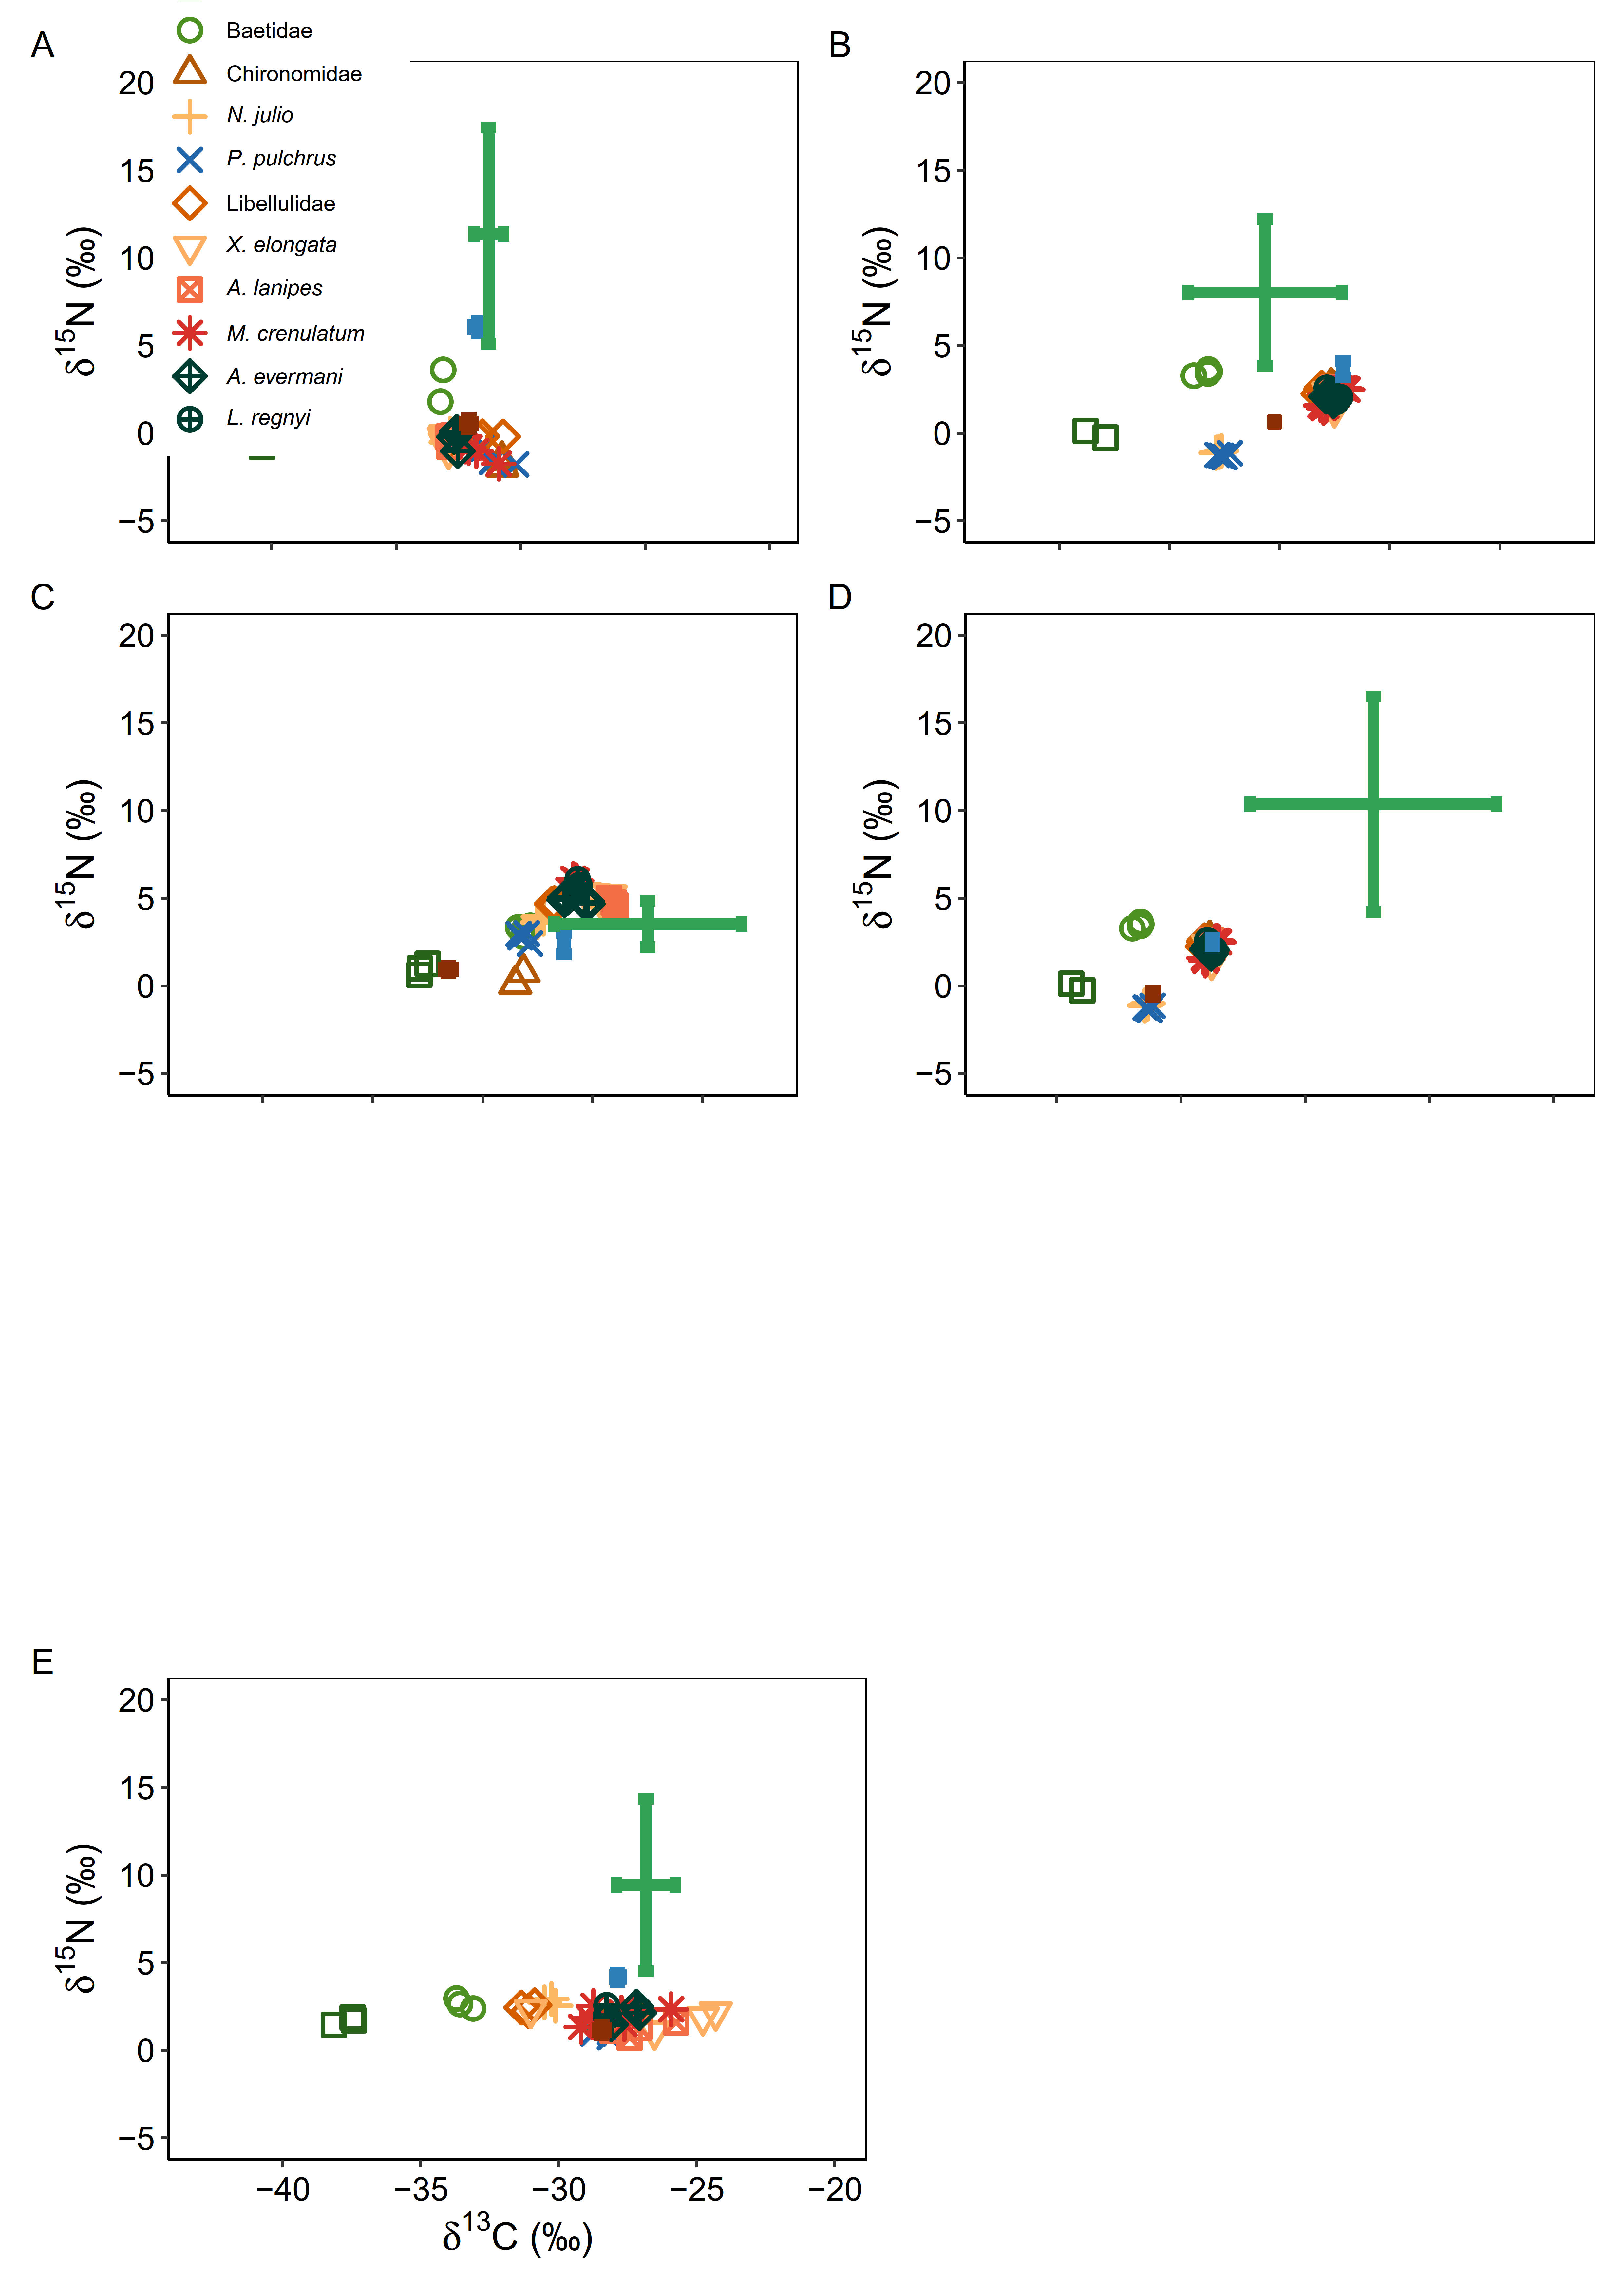 A
Baetidae
Chironomidae
N. julio
P. pulchrus
Libellulidae
X. elongata
A. lanipes
M. crenulatum
A. evermani
L. regnyi
20
15
10
5
0
−5
δ15N (‰)
B
20
15
10
5
0
−5
δ15N (‰)
C
20
15
10
5
0
−5
δ15N (‰)
D
20
15
10
5
0
−5
δ15N (‰)
E
20
15
10
5
0
−5
δ15N (‰)
−40 −35 −30 −25 −20
δ13C (‰)